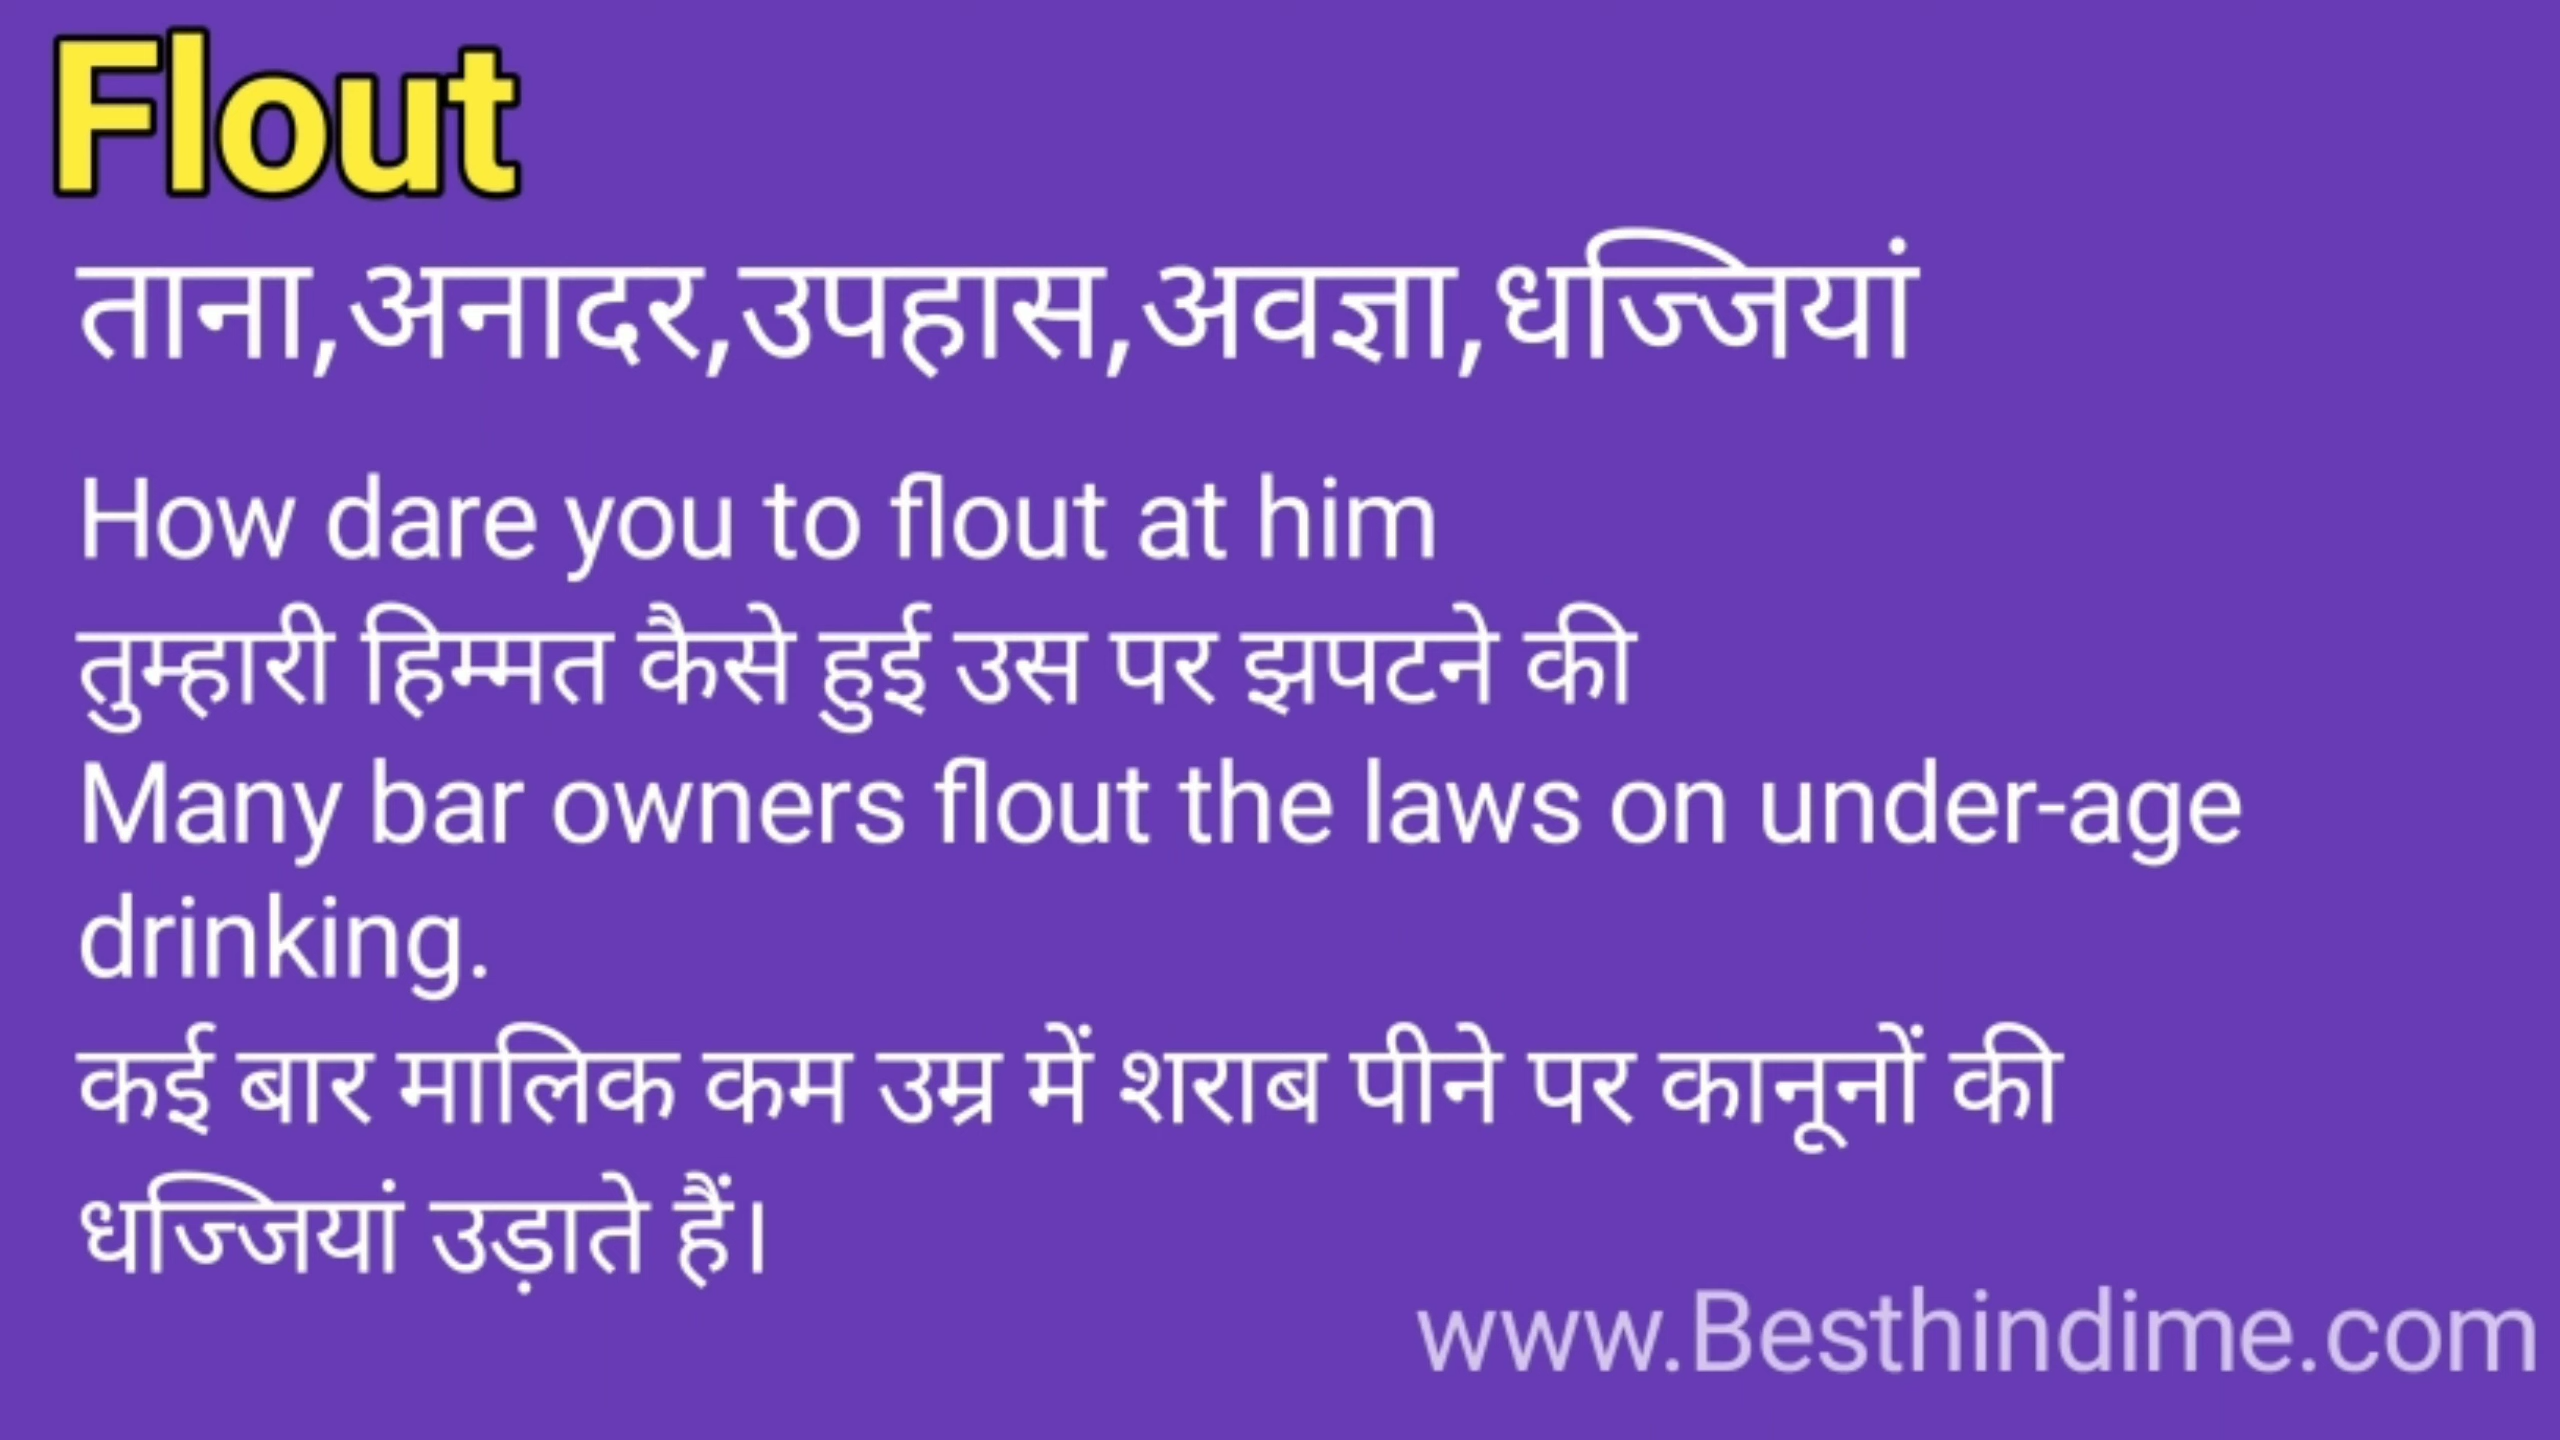 Flout
ताना,अनादर,उपहास,अवज्ञा,धज्जियां
How dare you to flout at him
तुम्हारी हिम्मत कैसे हुई उस पर झपटने की
Many bar owners flout the laws on under-age
drinking.
कई बार मालिक कम उम्र में शराब पीने पर कानूनों की
धज्जियां उड़ाते हैं।
www.Besthindime.com